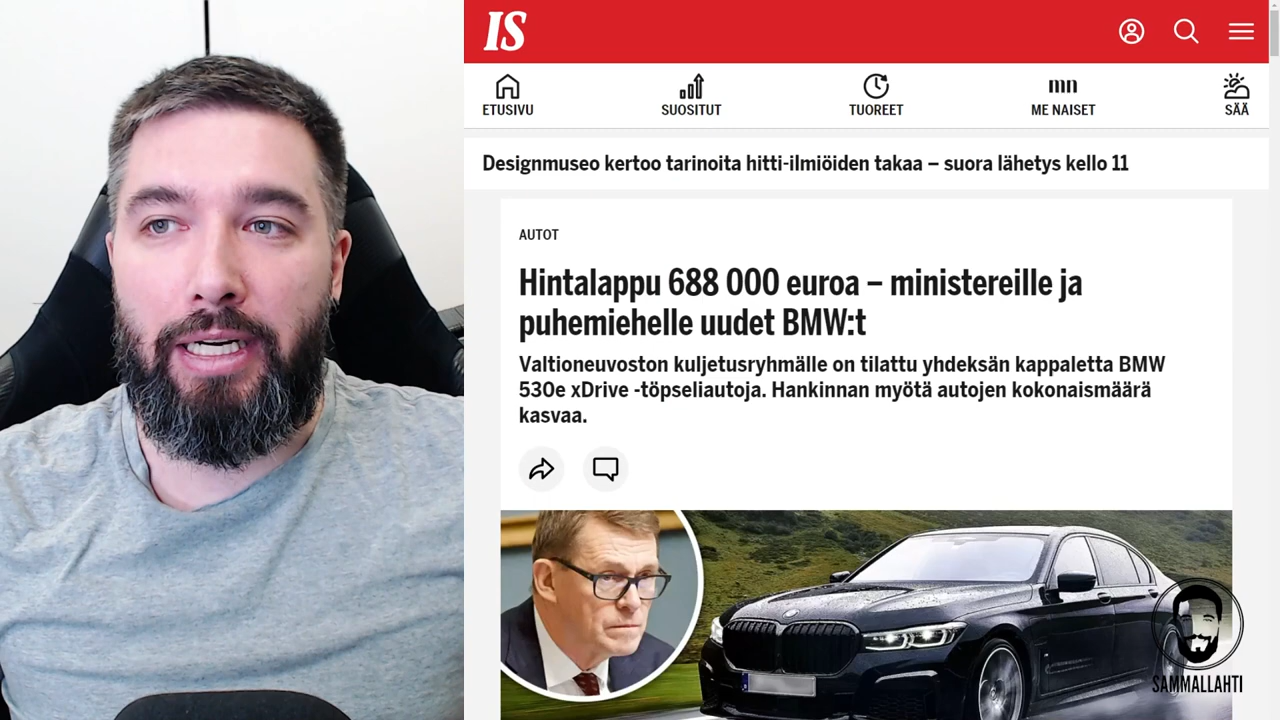 IS
ETUSIVU
SUOSITUT
TUOREET
ME NAISET
SÄÄ
Designmuseo kertoo tarinoita hitti-ilmiöiden takaa – suora lähetys kello 11
AUTOT
Hintalappu 688 000 euroa – ministereille ja
puhemiehelle uudet BMW:t
Valtioneuvoston kuljetusryhmälle on tilattu yhdeksän kappaletta BMW
530e xDrive -töpseliautoja. Hankinnan myötä autojen kokonaismäärä
kasvaa.
SAMMALLAHTI